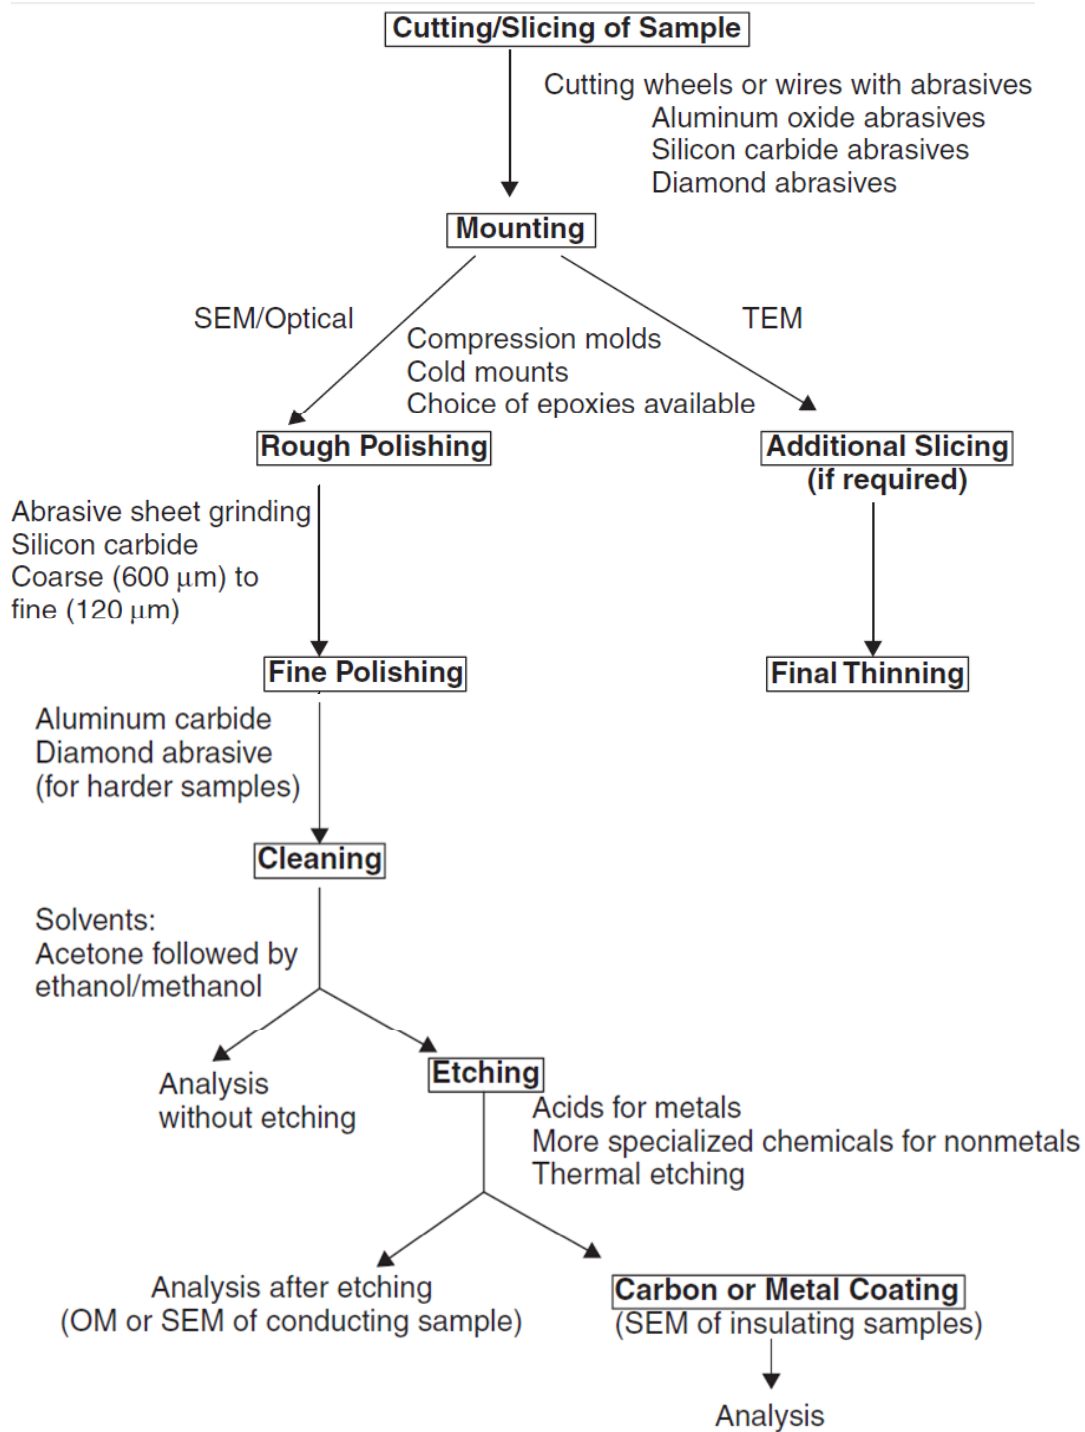 Cutting/Slicing of Sample
Cutting wheels or wires with abrasives
Aluminum oxide abrasives
Silicon carbide abrasives
Diamond abrasives
Mounting
SEM/Optical
TEM
Compression molds
Cold mounts
Choice of epoxies available
Rough Polishing
Additional Slicing
(if required)
Abrasive sheet grinding
Silicon carbide
Coarse (600 μm) to
fine (120 μm)
Fine Polishing
Final Thinning
Aluminum carbide
Diamond abrasive
(for harder samples)
Cleaning
Solvents:
Acetone followed by
ethanol/methanol
Analysis
without etching
Etching
Acids for metals
More specialized chemicals for nonmetals
Thermal etching
Analysis after etching
(OM or SEM of conducting sample)
Carbon or Metal Coating
(SEM of insulating samples)
Analysis